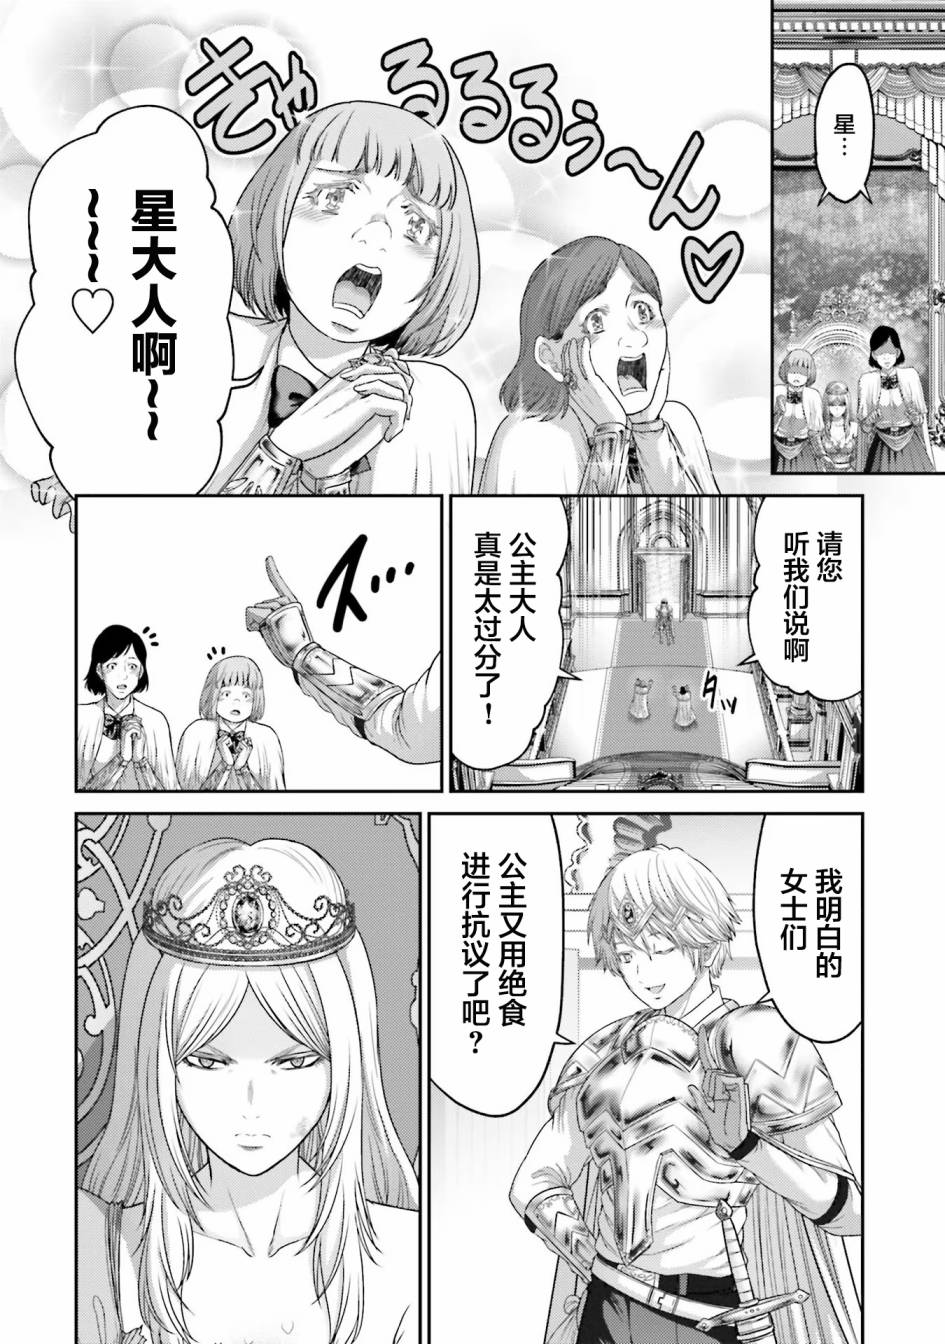 星…
きゃるるるぅ～ん♡
星大人啊～
～～～♡
请您
听我们说啊
公主大人
真是太过分了！
タッ
ス…
我明白的
女士们
公主又用绝食
进行抗议了吧？